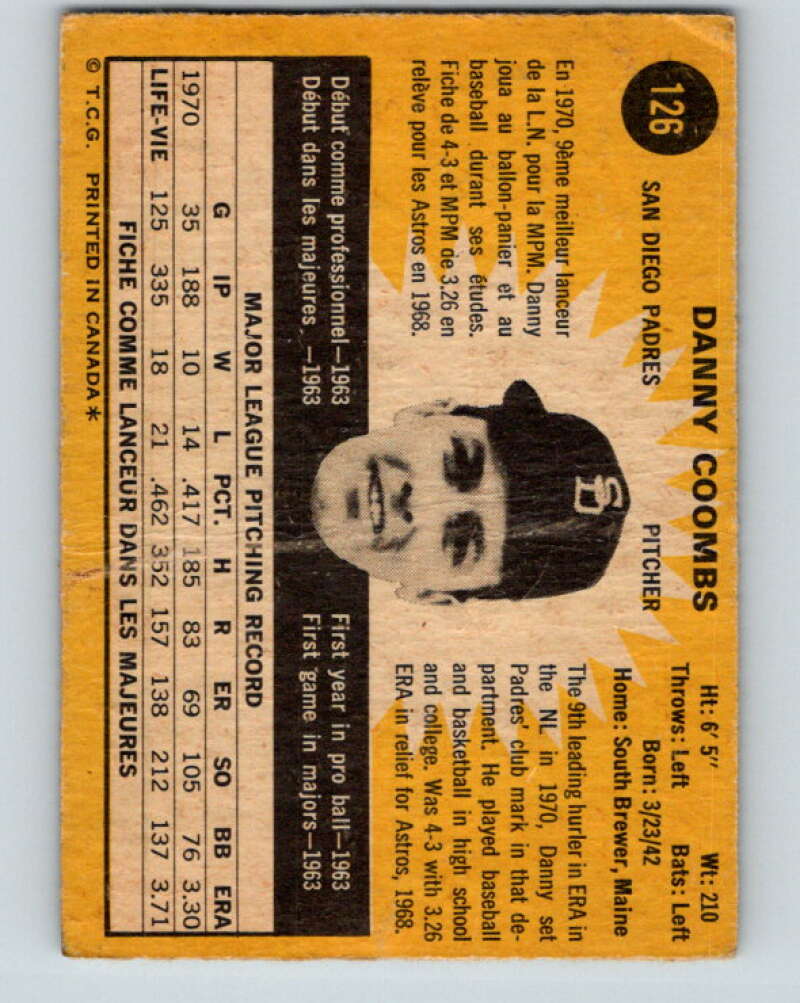 126
DANNY COOMBS
SAN DIEGO PADRES PITCHER
Ht: 6′ 5″ Wt: 210
Throws: Left Bats: Left
Born: 3/23/42
Home: South Brewer, Maine
En 1970, 9ème meilleur lanceur
de la L.N. pour la MPM. Danny
joua au ballon-panier et au
baseball durant ses études.
Fiche de 4-3 et MPM de 3.26 en
relève pour les Astros en 1968.
SD
The 9th leading hurler in ERA in
the NL in 1970, Danny set
Padres' club mark in that de-
partment. He played baseball
and basketball in high school
and college. Was 4-3 with 3.26
ERA in relief for Astros, 1968.
Début comme professionnel—1963
Début dans les majeures. —1963
First year in pro ball—1963
First game in majors—1963
MAJOR LEAGUE PITCHING RECORD
G IP W L PCT. H R ER SO BB ERA
1970 35 188 10 14 .417 185 83 69 105 76 3.30
LIFE-VIE 125 335 18 21 .462 352 157 138 212 137 3.71
FICHE COMME LANCEUR DANS LES MAJEURES
© T.C.G. PRINTED IN CANADA*